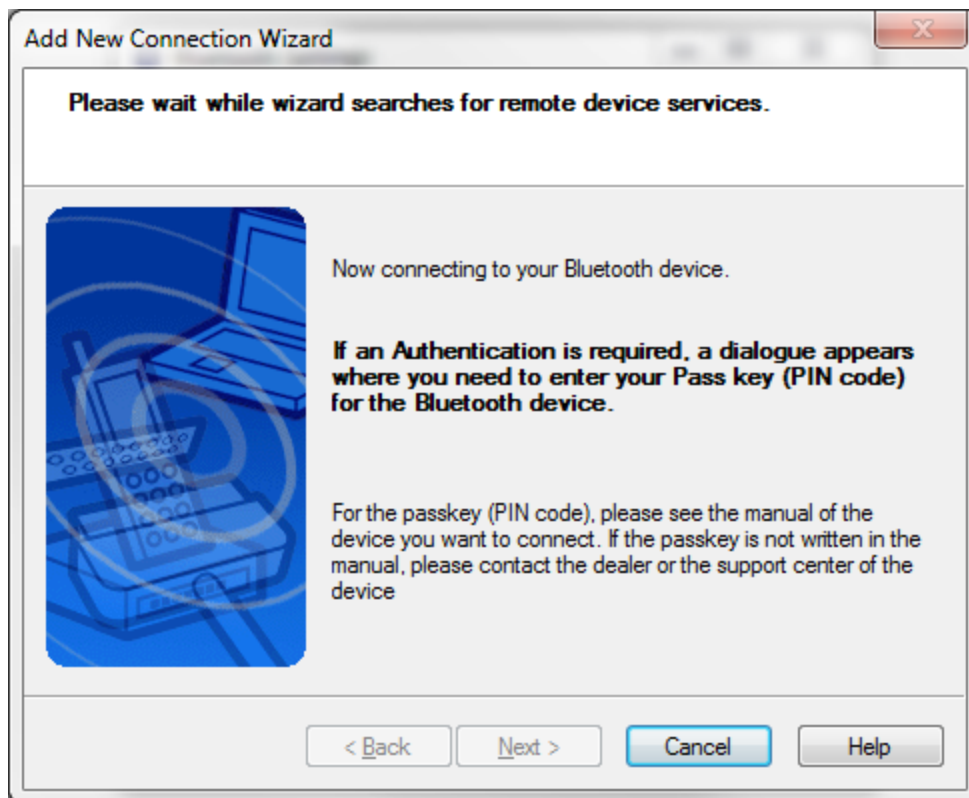 Add New Connection Wizard
Please wait while wizard searches for remote device services.
Now connecting to your Bluetooth device.
If an Authentication is required, a dialogue appears
where you need to enter your Pass key (PIN code)
for the Bluetooth device.
For the passkey (PIN code), please see the manual of the
device you want to connect. If the passkey is not written in the
manual, please contact the dealer or the support center of the
device
< Back
Next >
Cancel
Help